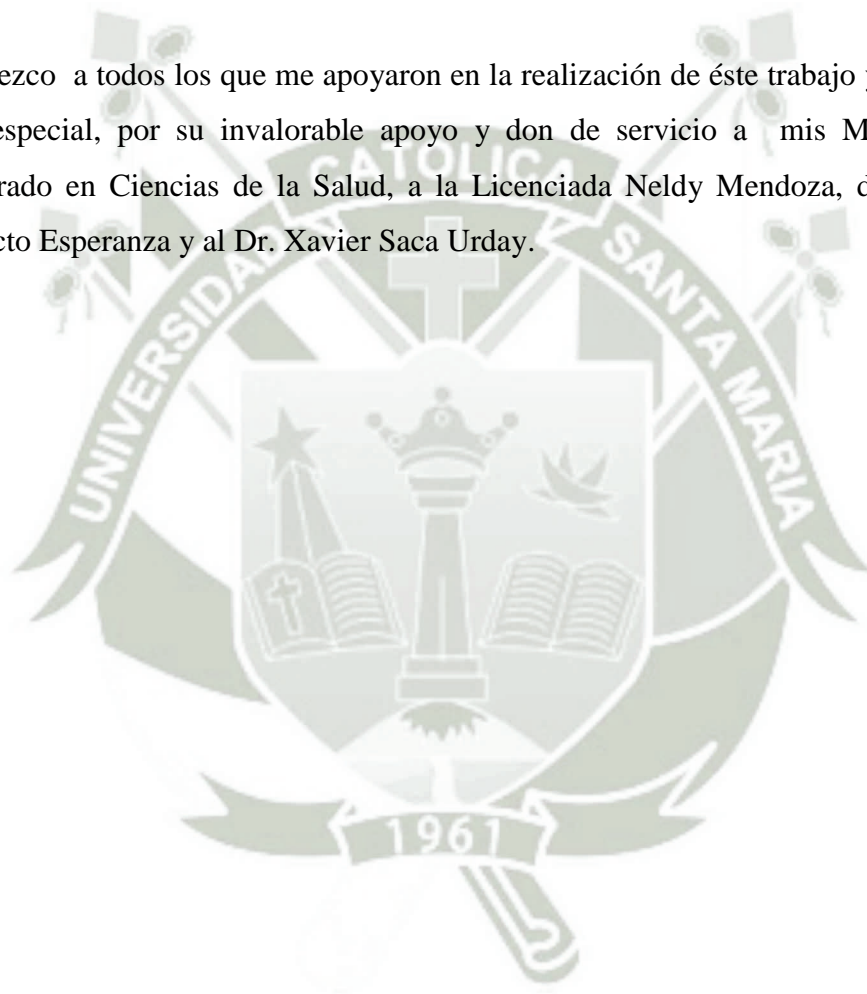 ezco a todos los que me apoyaron en la realización de éste trabajo y
especial, por su invalorable apoyo y don de servicio a mis M
rado en Ciencias de la Salud, a la Licenciada Neldy Mendoza, d
cto Esperanza y al Dr. Xavier Saca Urday.
UNIVERSIDAD CATOLICA SANTA MARIA
1961